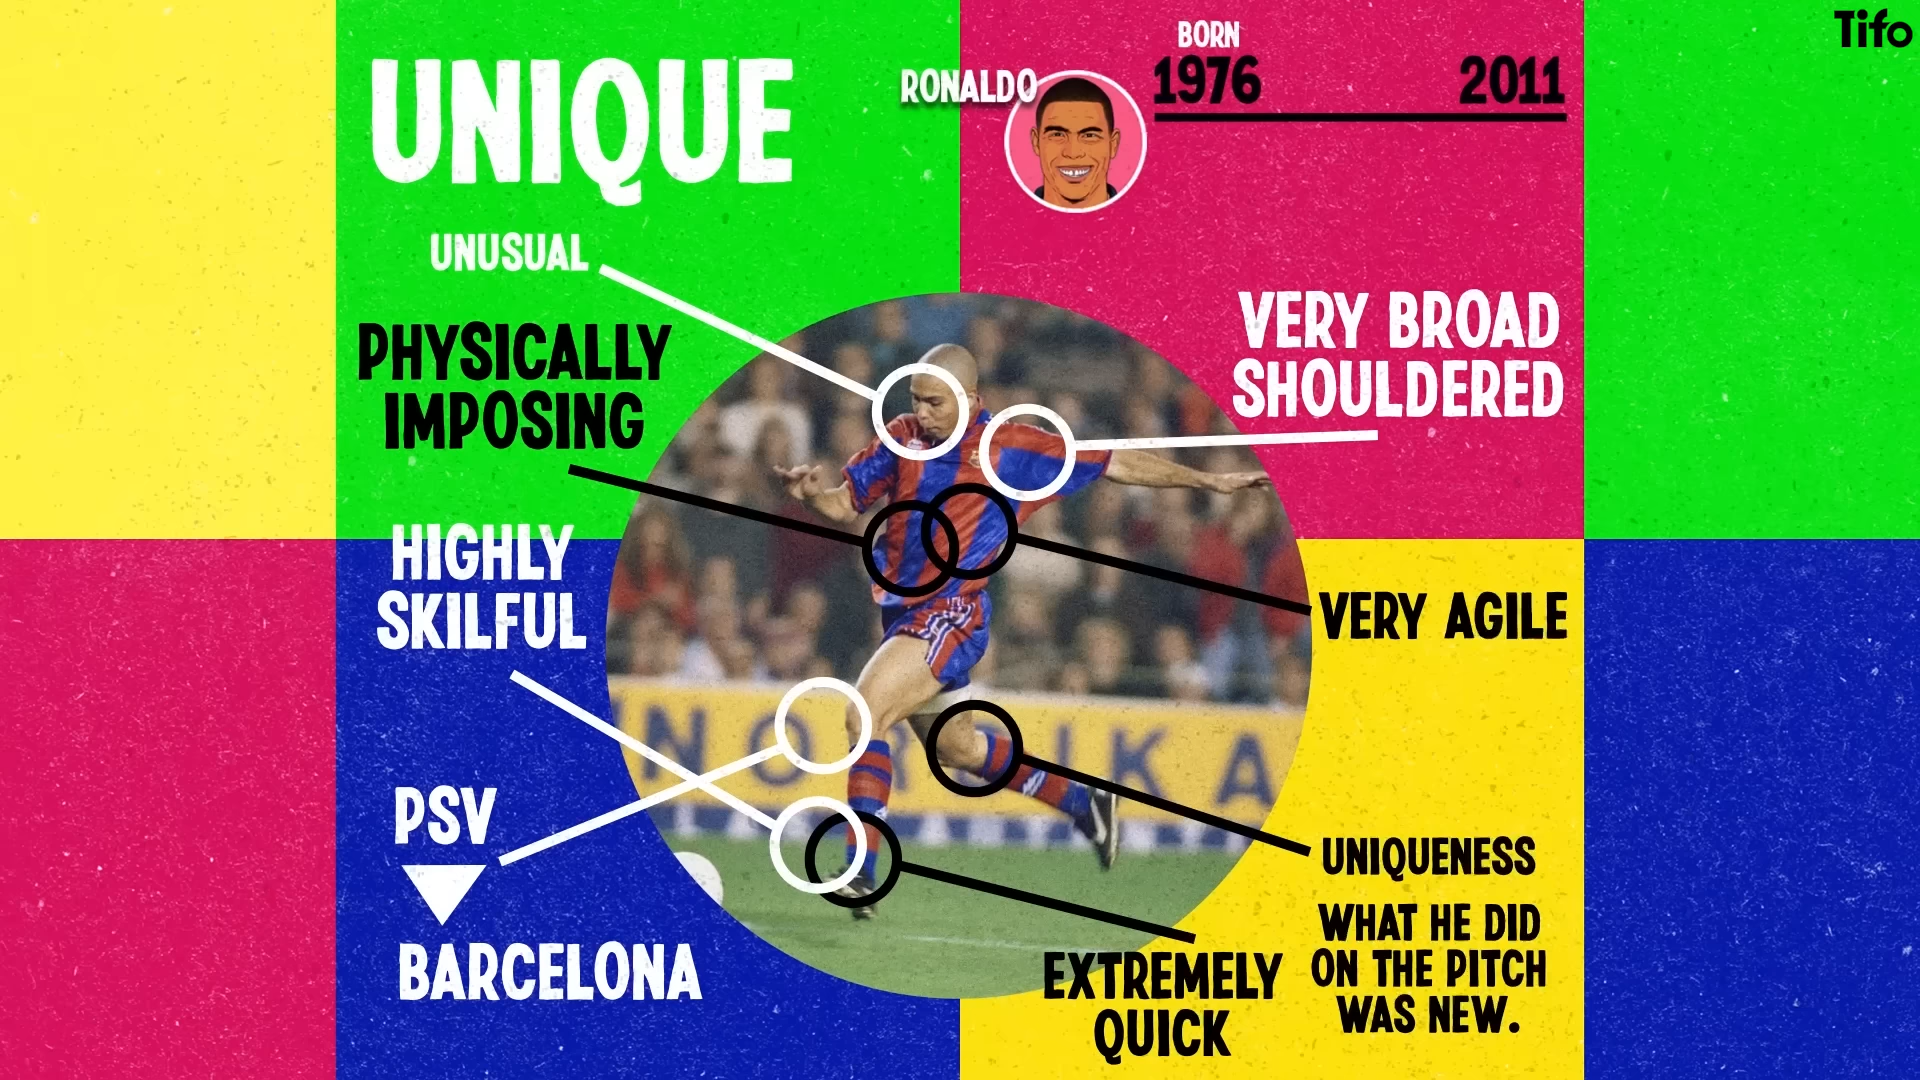 Tifo
BORN
RONALDO
1976
2011
UNIQUE
UNUSUAL
PHYSICALLY
IMPOSING
VERY BROAD
SHOULDERED
HIGHLY
SKILFUL
VERY AGILE
PSV
BARCELONA
UNIQUENESS
WHAT HE DID
ON THE PITCH
WAS NEW.
EXTREMELY
QUICK